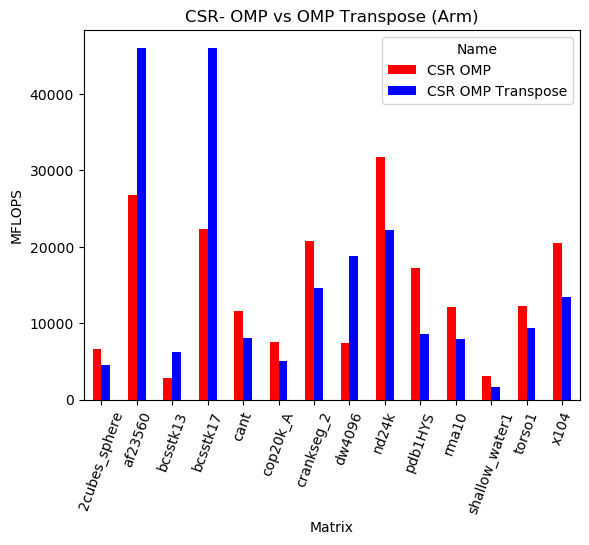 CSR- OMP vs OMP Transpose (Arm)
Name
CSR OMP
CSR OMP Transpose
MFLOPS
40000
30000
20000
10000
0
2cubes_sphere
af23560
bcsstk13
bcsstk17
cant
cop20k_A
crankseg_2
dw4096
nd24k
pdb1HYS
rma10
shallow_water1
torso1
x104
Matrix